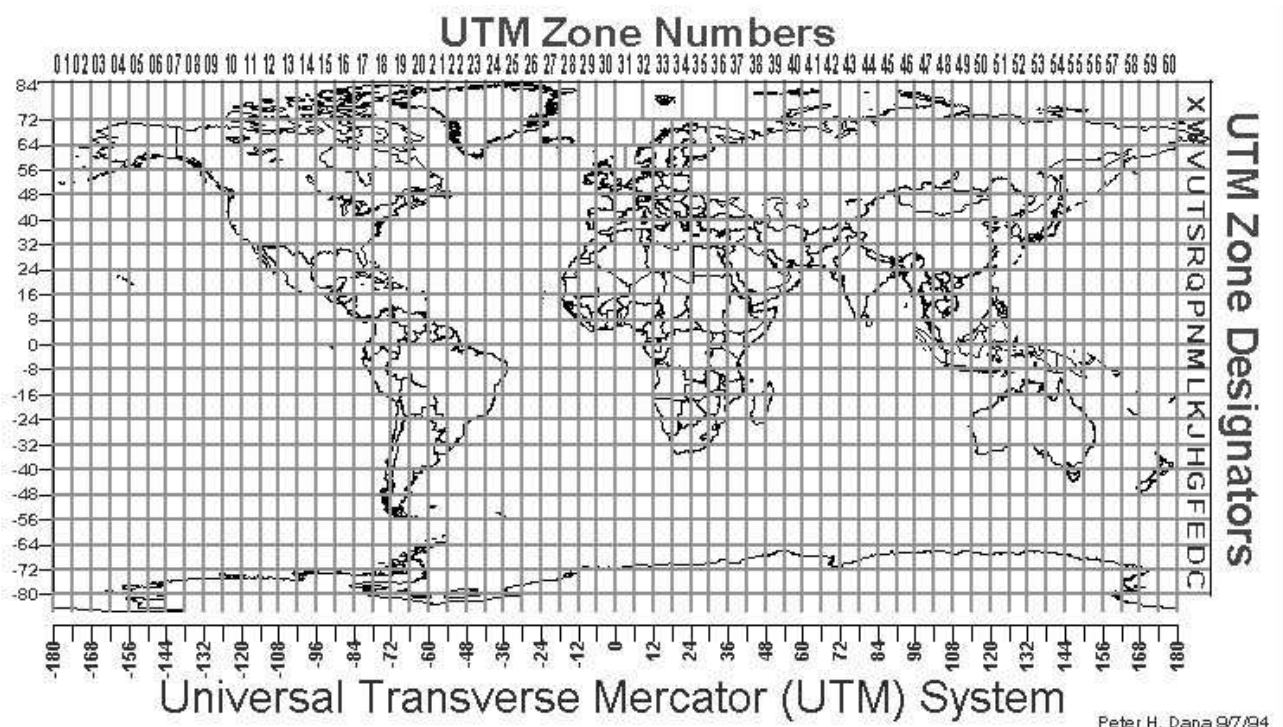 UTM Zone Numbers
01 02 03 04 05 06 07 08 09 10 11 12 13 14 15 16 17 18 19 20 21 22 23 24 25 26 27 28 29 30 31 32 33 34 35 36 37 38 39 40 41 42 43 44 45 46 47 48 49 50 51 52 53 54 55 56 57 58 59 60
84
72
64
56
48
40
32
24
16
8
0
-8
-16
-24
-32
-40
-48
-56
-64
-72
-80
X
W
V
U
T
S
R
Q
P
N
M
L
K
J
H
G
F
E
D
C
UTM Zone Designators
-180 -168 -156 -144 -132 -120 -108 -96 -84 -72 -60 -48 -36 -24 -12 0 12 24 36 48 60 72 84 96 108 120 132 144 156 168 180
Universal Transverse Mercator (UTM) System
Peter H. Dana 9/7/94